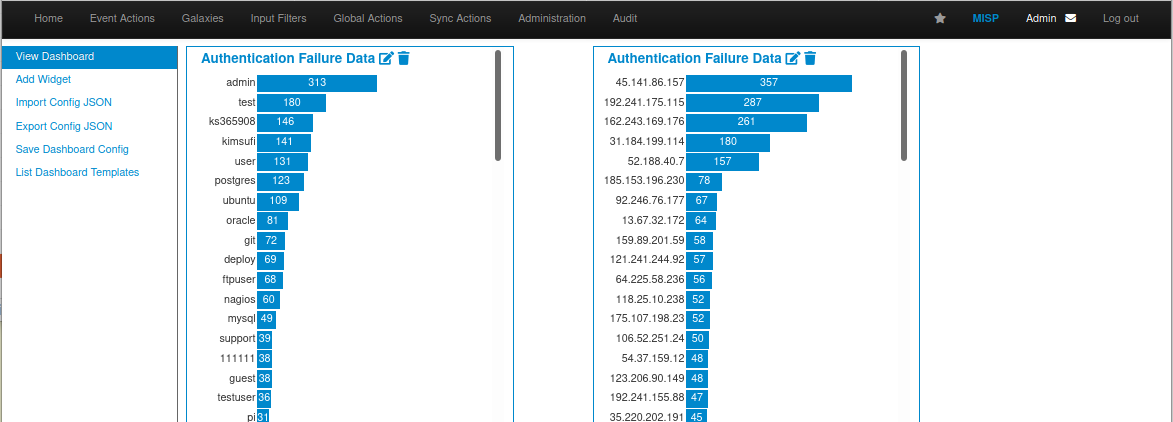 Home Event Actions Galaxies Input Filters Global Actions Sync Actions Administration Audit MISP Admin Log out
View Dashboard
Add Widget
Import Config JSON
Export Config JSON
Save Dashboard Config
List Dashboard Templates
Authentication Failure Data
admin 313
test 180
ks365908 146
kimsufi 141
user 131
postgres 123
ubuntu 109
oracle 81
git 72
deploy 69
ftpuser 68
nagios 60
mysql 49
support 39
111111 38
guest 38
testuser 36
pi 31
Authentication Failure Data
45.141.86.157 357
192.241.175.115 287
162.243.169.176 261
31.184.199.114 180
52.188.40.7 157
185.153.196.230 78
92.246.76.177 67
13.67.32.172 64
159.89.201.59 58
121.241.244.92 57
64.225.58.236 56
118.25.10.238 52
175.107.198.23 52
106.52.251.24 50
54.37.159.12 48
123.206.90.149 48
192.241.155.88 47
35.220.202.191 45